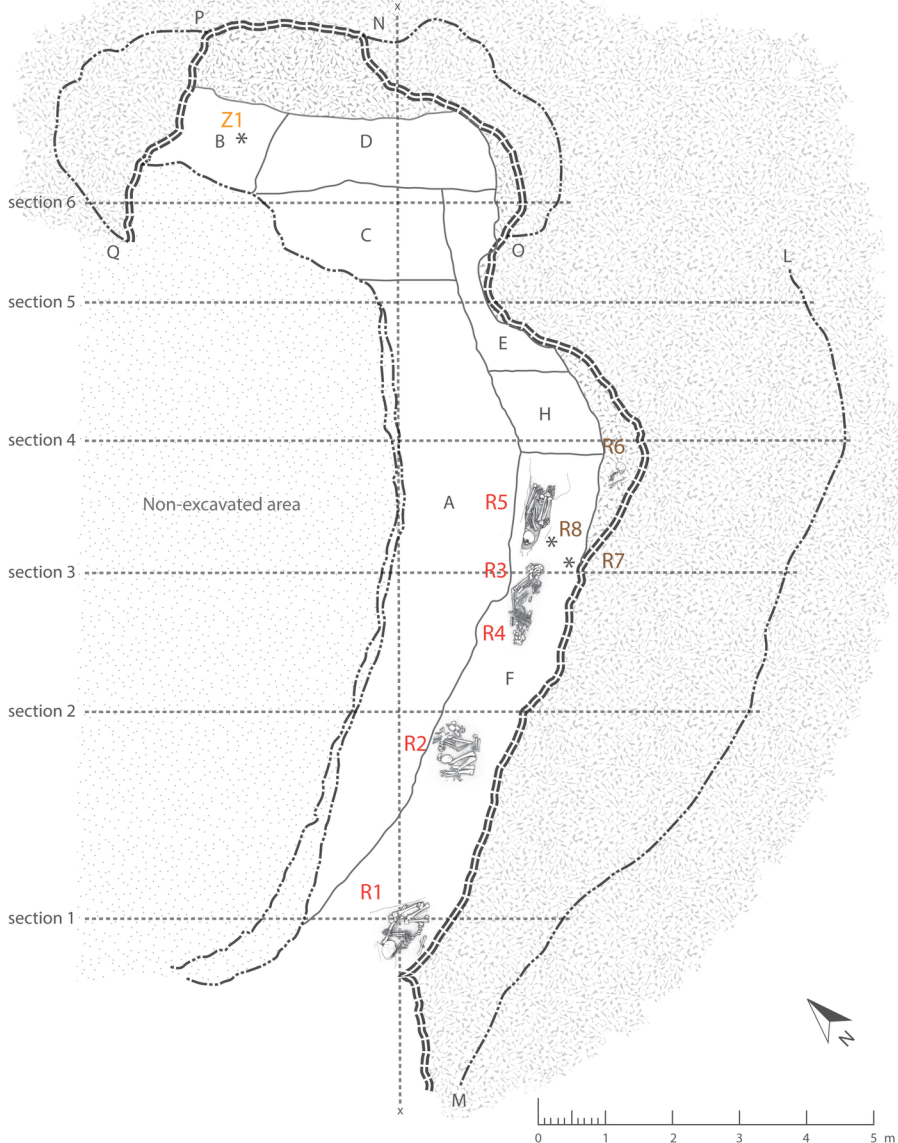 x
P
N
Z1
B *
D
section 6
C
Q
O
L
section 5
E
H
section 4
R6
Non-excavated area
A
R5
R8
*
* R7
section 3
R3
R4
F
section 2
R2
R1
section 1
N
M
x
0 1 2 3 4 5 m